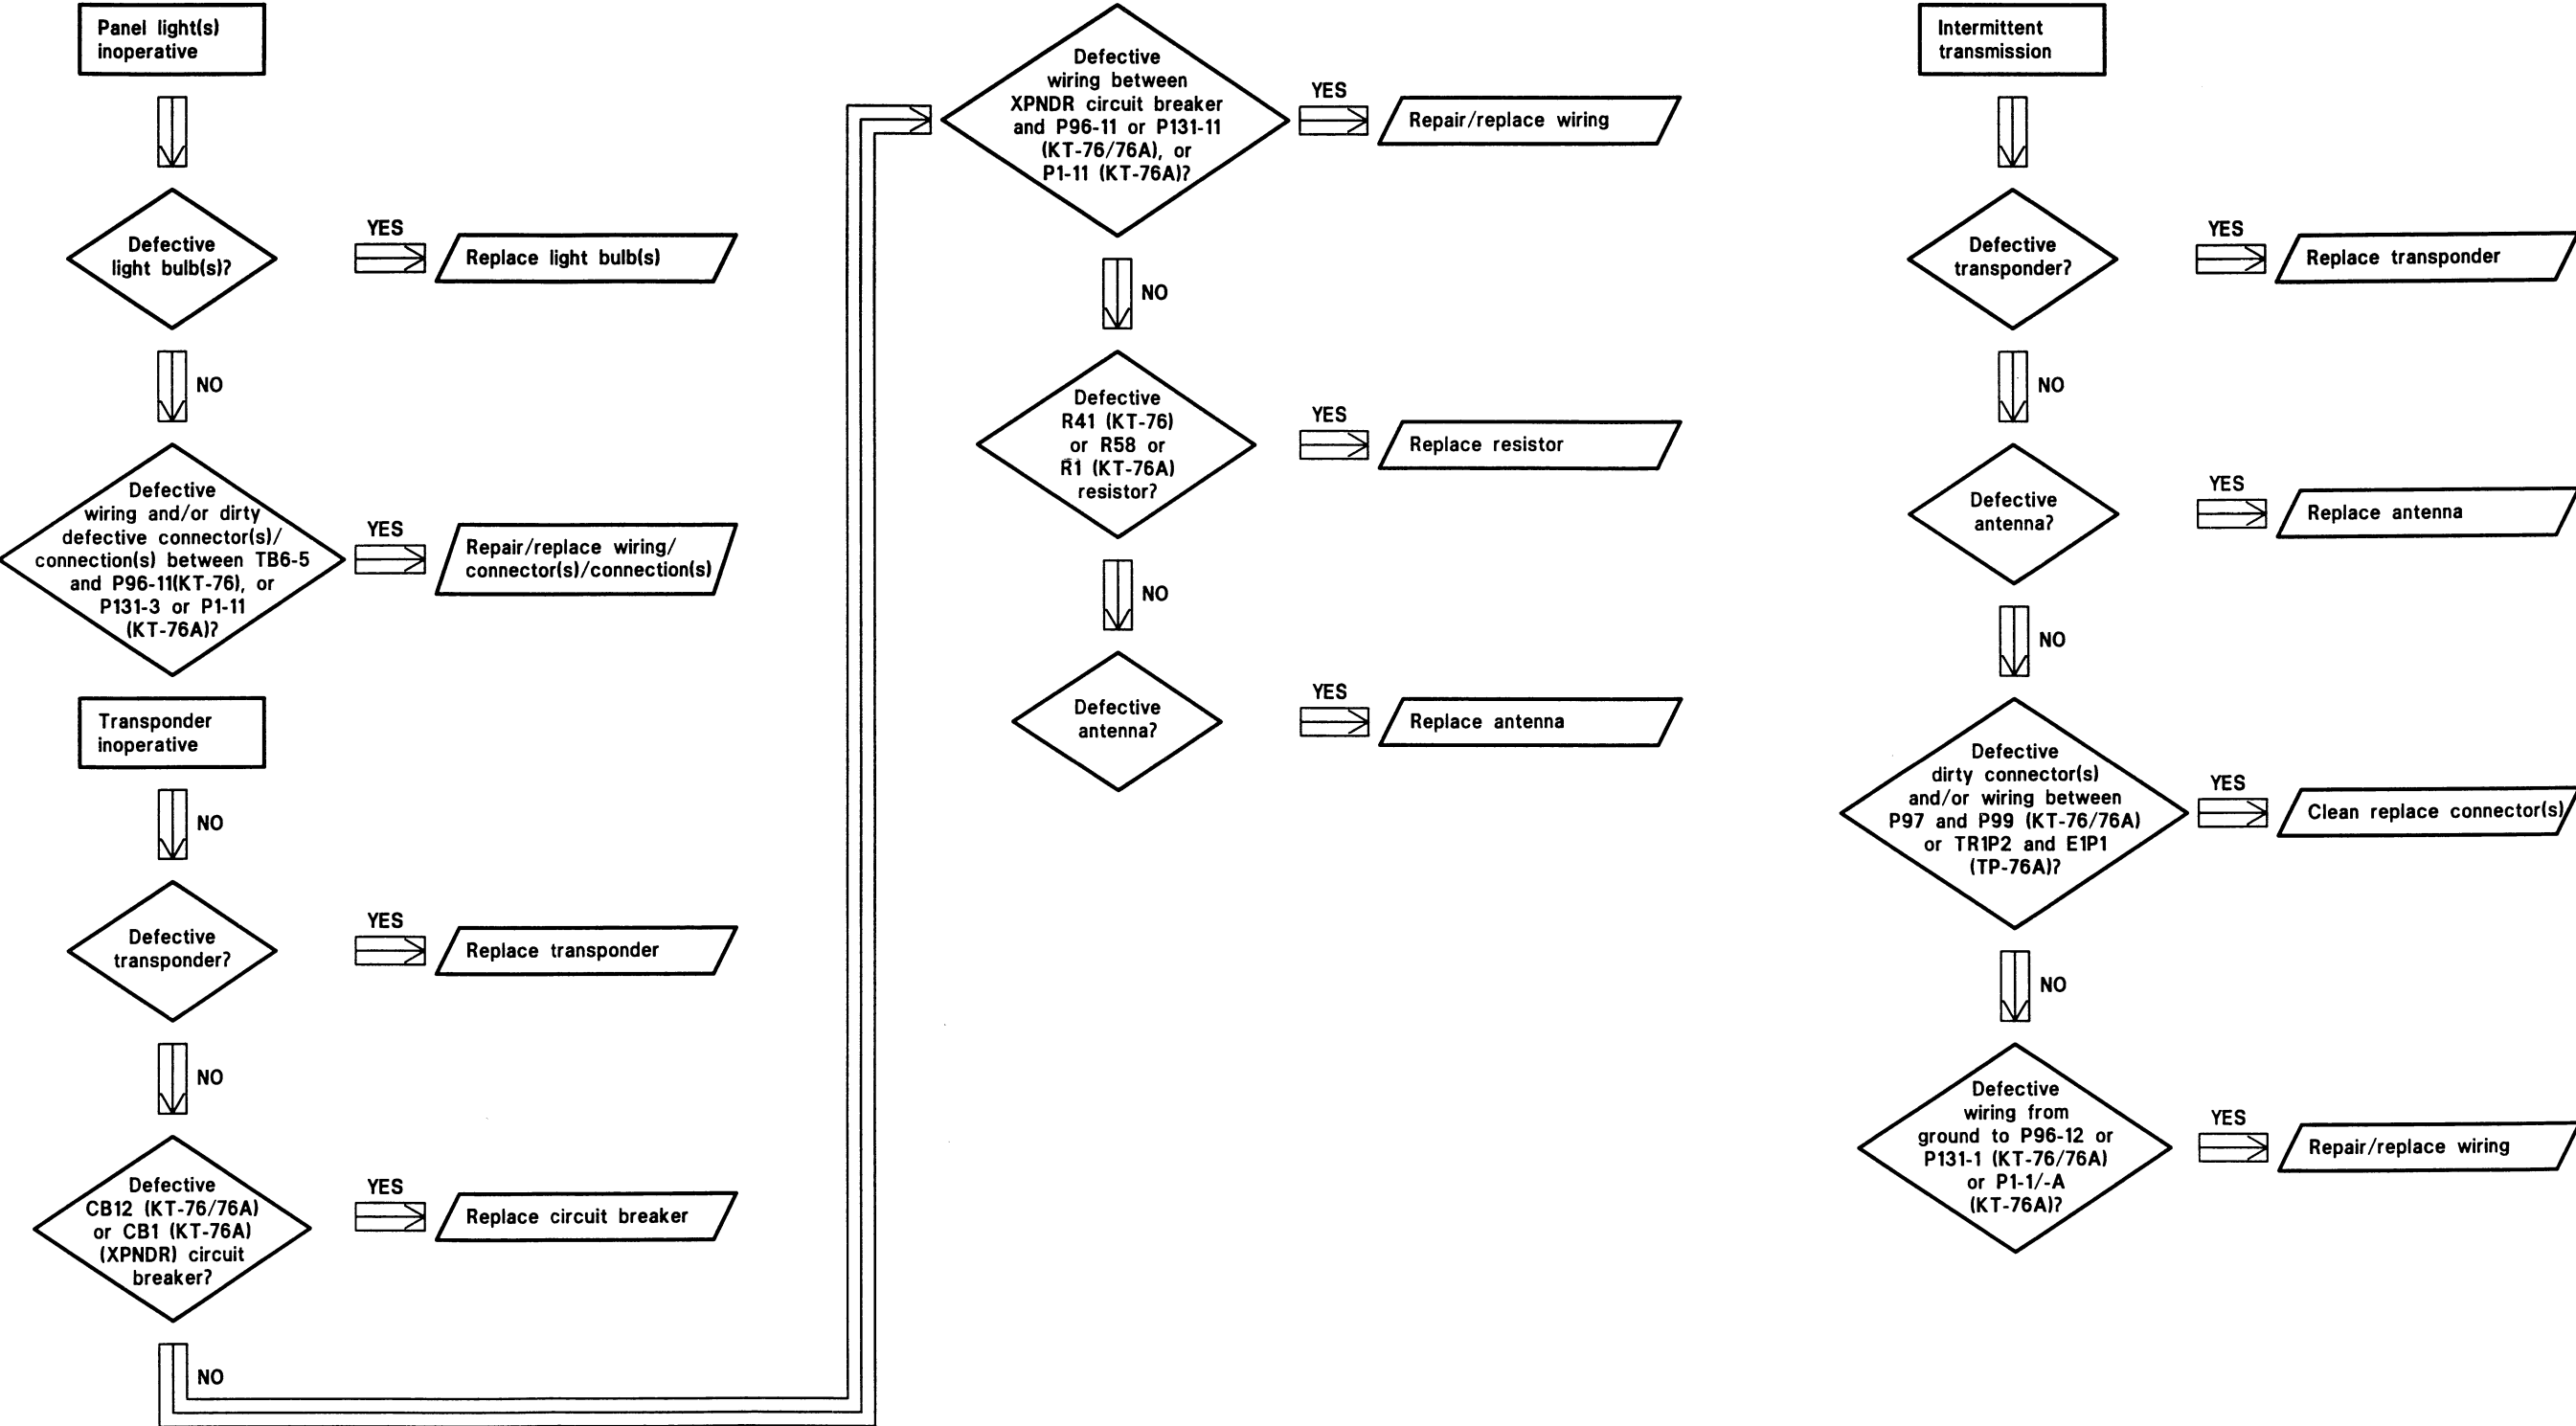 Panel light(s)
inoperative
Defective
light bulb(s)?
YES
Replace light bulb(s)
NO
Defective
wiring and/or dirty
defective connector(s)/
connection(s) between TB6-5
and P96-11(KT-76), or
P131-3 or P1-11
(KT-76A)?
YES
Repair/replace wiring/
connector(s)/connection(s)
Transponder
inoperative
NO
Defective
transponder?
YES
Replace transponder
NO
Defective
CB12 (KT-76/76A)
or CB1 (KT-76A)
(XPNDR) circuit
breaker?
YES
Replace circuit breaker
NO
Defective
wiring between
XPNDR circuit breaker
and P96-11 or P131-11
(KT-76/76A), or
P1-11 (KT-76A)?
YES
Repair/replace wiring
NO
Defective
R41 (KT-76)
or R58 or
R1 (KT-76A)
resistor?
YES
Replace resistor
NO
Defective
antenna?
YES
Replace antenna
Intermittent
transmission
Defective
transponder?
YES
Replace transponder
NO
Defective
antenna?
YES
Replace antenna
NO
Defective
dirty connector(s)
and/or wiring between
P97 and P99 (KT-76/76A)
or TR1P2 and E1P1
(TP-76A)?
YES
Clean replace connector(s)
NO
Defective
wiring from
ground to P96-12 or
P131-1 (KT-76/76A)
or P1-1/-A
(KT-76A)?
YES
Repair/replace wiring